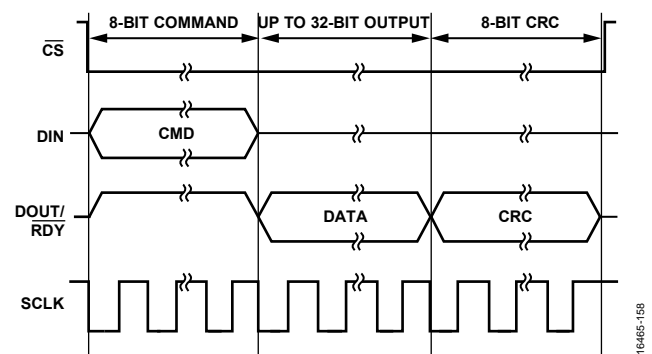 8-BIT COMMAND
UP TO 32-BIT OUTPUT
8-BIT CRC
CS
DIN
CMD
DOUT/
RDY
DATA
CRC
SCLK
16465-158